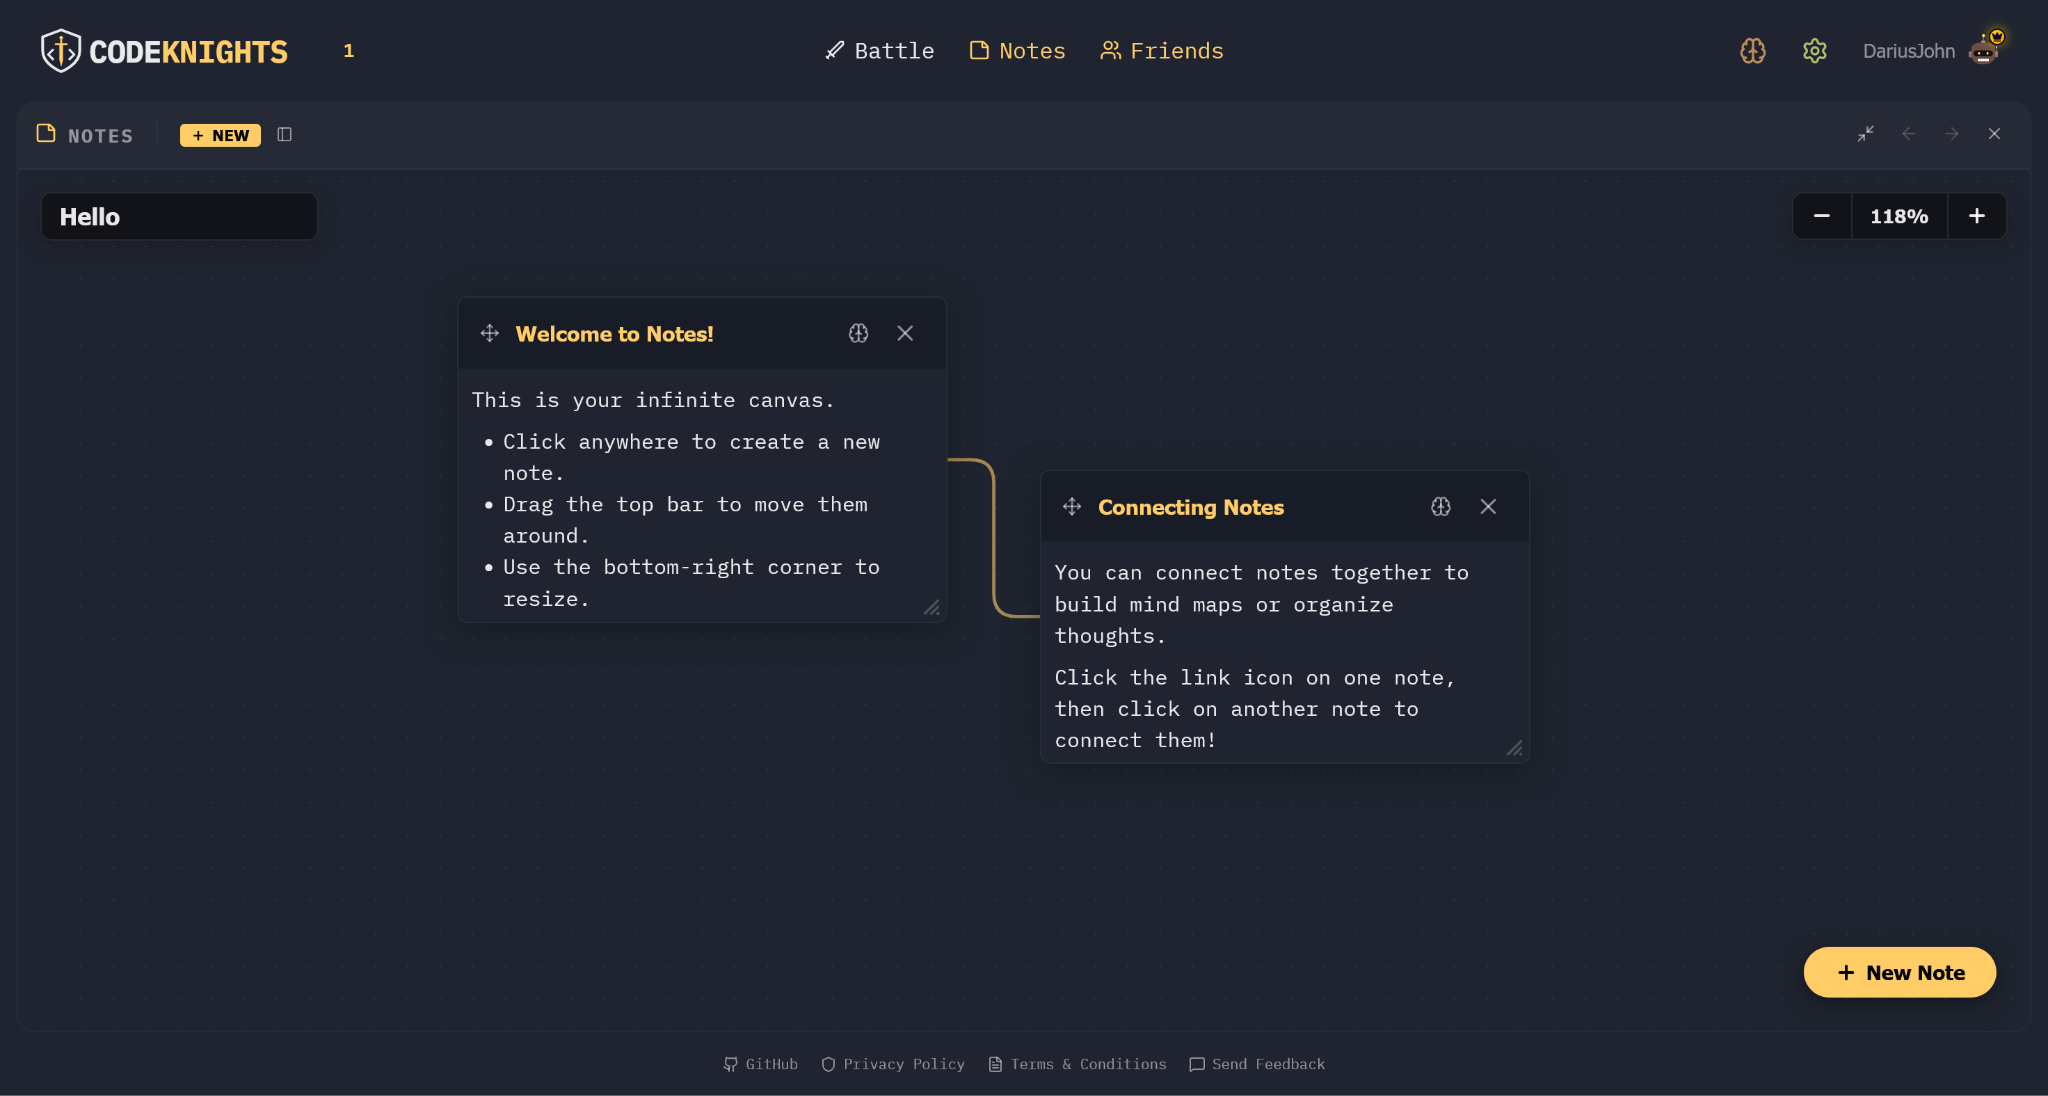 CODEKNIGHTS
1
Battle
Notes
Friends
DariusJohn
NOTES
+ NEW
Hello
− 118% +
Welcome to Notes!
This is your infinite canvas.
• Click anywhere to create a new
note.
• Drag the top bar to move them
around.
• Use the bottom-right corner to
resize.
Connecting Notes
You can connect notes together to
build mind maps or organize
thoughts.
Click the link icon on one note,
then click on another note to
connect them!
+ New Note
GitHub
Privacy Policy
Terms & Conditions
Send Feedback